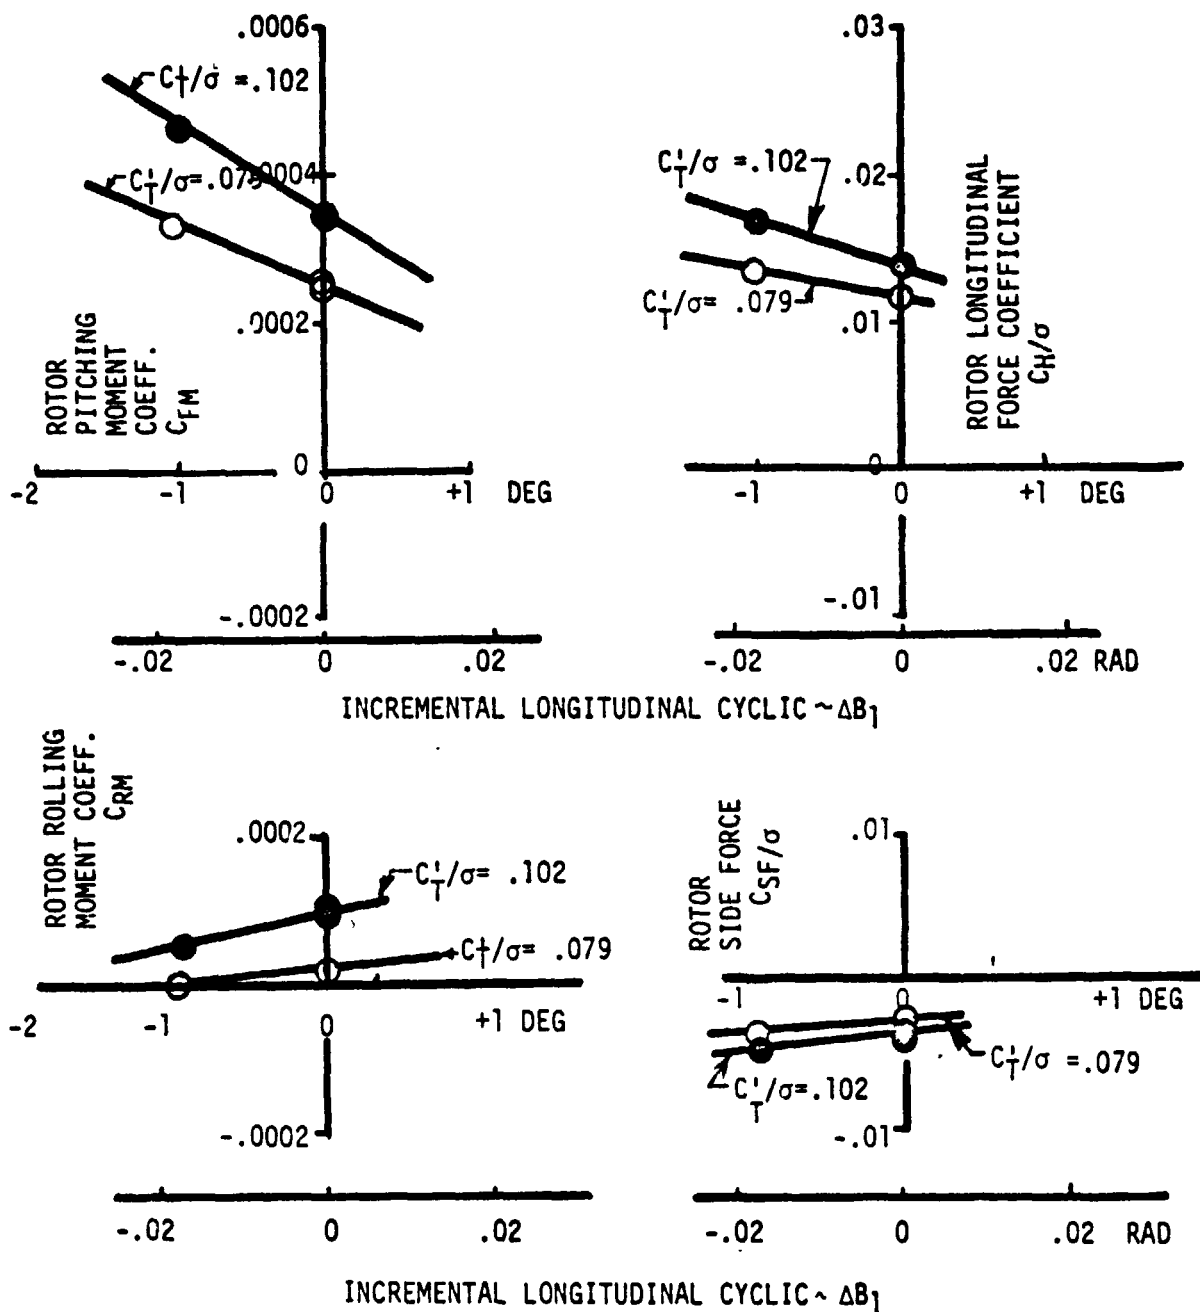 .0006
C'T/σ =.102
.0004
C'T/σ=.079
.0002
ROTOR
PITCHING
MOMENT
COEFF.
CFM
0
-2 -1 0 +1 DEG
-.0002
-.02 0 .02
.03
C'T/σ =.102
.02
C'T/σ= .079
.01
ROTOR LONGITUDINAL
FORCE COEFFICIENT
CH/σ
0
-1 0 +1 DEG
-.01
-.02 0 .02 RAD
INCREMENTAL LONGITUDINAL CYCLIC ~ ΔB1
ROTOR ROLLING
MOMENT COEFF.
CRM
.0002
C'T/σ= .102
C'T/σ= .079
-2 -1 0 +1 DEG
-.0002
-.02 0 .02
ROTOR
SIDE FORCE
CSF/σ
.01
-1 0 +1 DEG
C'T/σ =.079
C'T/σ=.102
-.01
-.02 0 .02 RAD
INCREMENTAL LONGITUDINAL CYCLIC ~ ΔB1